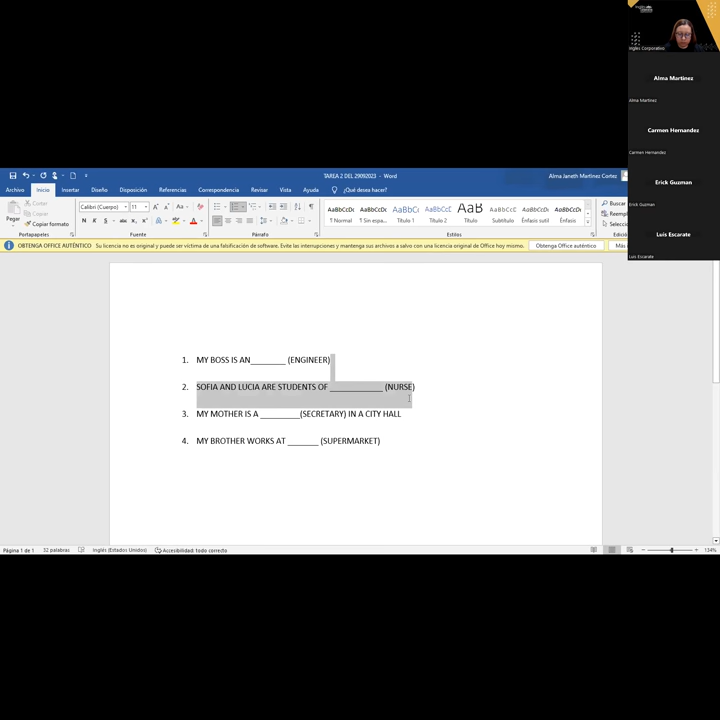 Inglés Corporativo
Alma Martinez
Alma Martinez
Carmen Hernandez
Carmen Hernandez
Erick Guzman
Erick Guzman
Luis Escarate
Luis Escarate
TAREA 2 DEL 29092023 - Word
Alma Janeth Martinez Cortez
Archivo Inicio Insertar Diseño Disposición Referencias Correspondencia Revisar Vista Ayuda ¿Qué desea hacer?
Pegar
Cortar
Copiar
Copiar formato
Calibri (Cuerpo) 11
AaBbCcDc AaBbCcDc AaBbCc AaBbCcC AaB AaBbCcC AaBbCcDc AaBbCcDc AaBbCcDc
¶ Normal ¶ Sin espa... Título 1 Título 2 Título Subtítulo Énfasis sutil Énfasis
Buscar
Portapapeles Fuente Párrafo Estilos
OBTENGA OFFICE AUTÉNTICO Su licencia no es original y puede ser víctima de una falsificación de software. Evite las interrupciones y mantenga sus archivos a salvo con una licencia original de Office hoy mismo. Obtenga Office auténtico Más
1. MY BOSS IS AN________ (ENGINEER)
2. SOFIA AND LUCIA ARE STUDENTS OF ____________ (NURSE)
3. MY MOTHER IS A _________(SECRETARY) IN A CITY HALL
4. MY BROTHER WORKS AT _______ (SUPERMARKET)
Página 1 de 1 32 palabras Inglés (Estados Unidos) Accesibilidad: todo correcto 134%